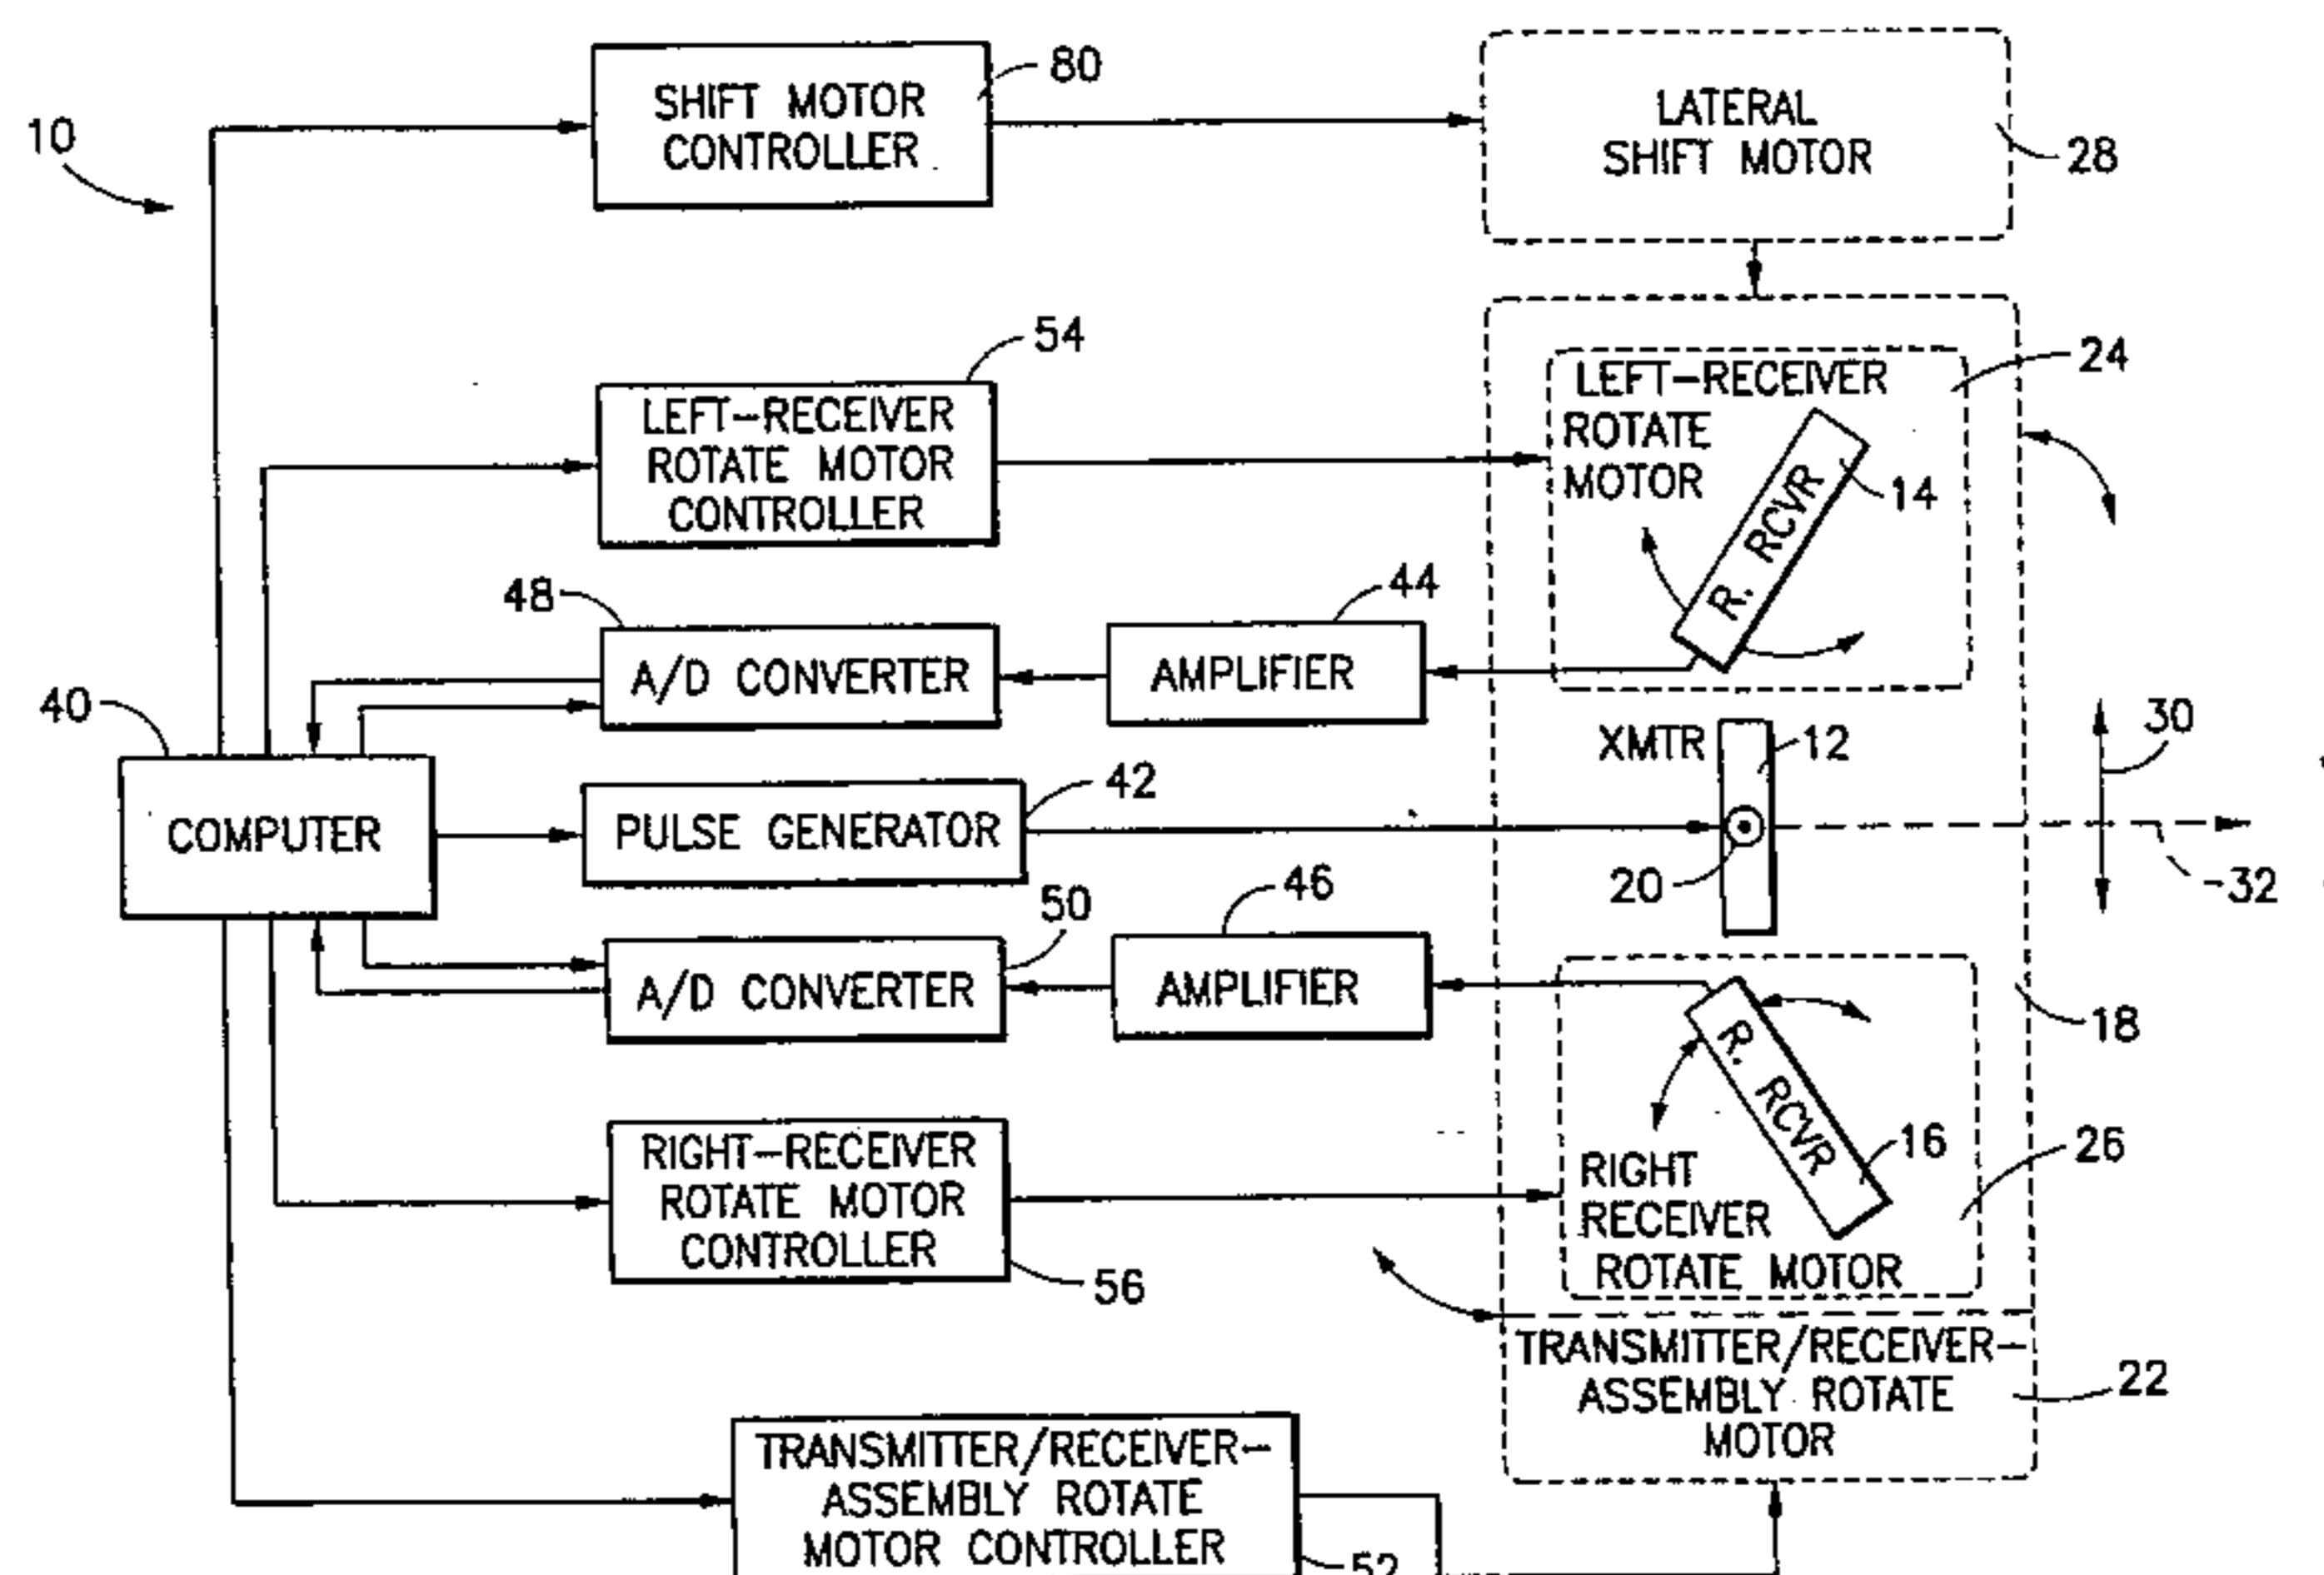 10
SHIFT MOTOR
CONTROLLER
80
LATERAL
SHIFT MOTOR
28
54
LEFT-RECEIVER
ROTATE MOTOR
CONTROLLER
LEFT-RECEIVER
ROTATE
MOTOR
24
R. RCVR
14
48
A/D CONVERTER
44
AMPLIFIER
40
COMPUTER
PULSE GENERATOR
42
XMTR
12
20
30
32
50
A/D CONVERTER
46
AMPLIFIER
R. RCVR
16
18
RIGHT-RECEIVER
ROTATE MOTOR
CONTROLLER
56
RIGHT
RECEIVER
ROTATE MOTOR
26
TRANSMITTER/RECEIVER-
ASSEMBLY ROTATE
MOTOR
22
TRANSMITTER/RECEIVER-
ASSEMBLY ROTATE
MOTOR CONTROLLER
52